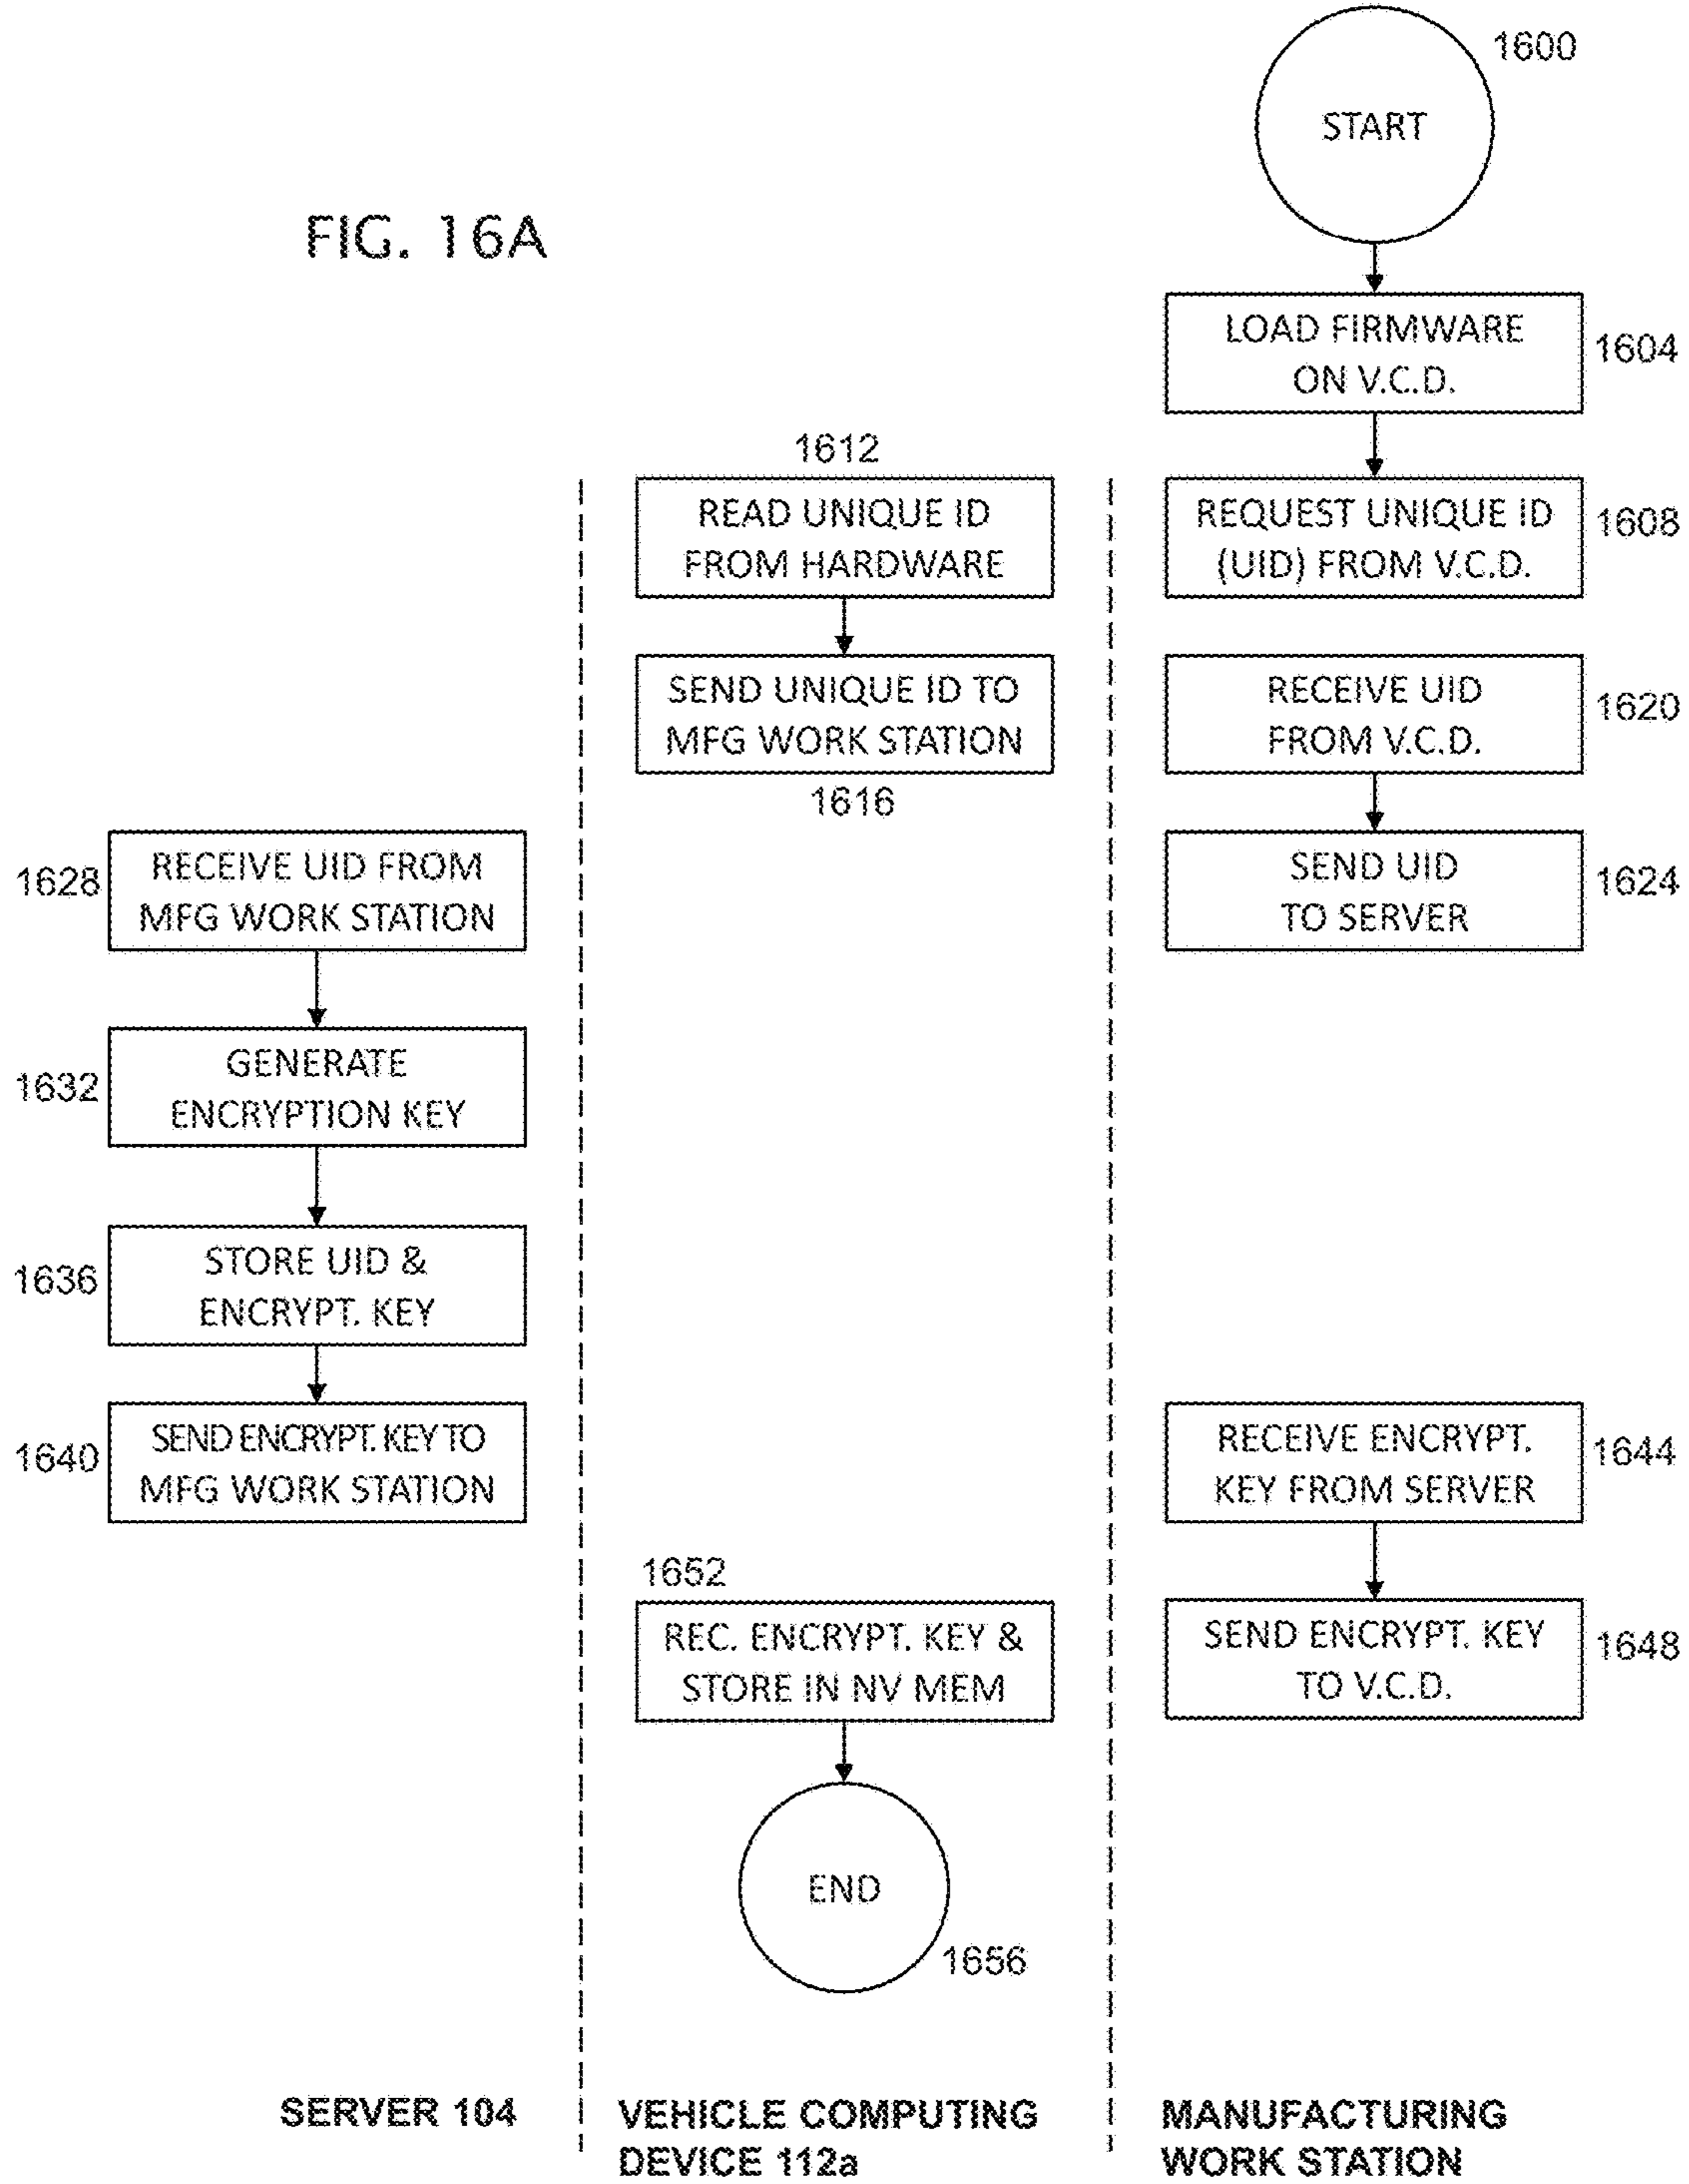 1600
START
FIG. 16A
LOAD FIRMWARE
ON V.C.D.
1604
1612
READ UNIQUE ID
FROM HARDWARE
REQUEST UNIQUE ID
(UID) FROM V.C.D.
1608
SEND UNIQUE ID TO
MFG WORK STATION
1616
RECEIVE UID
FROM V.C.D.
1620
1628
RECEIVE UID FROM
MFG WORK STATION
SEND UID
TO SERVER
1624
1632
GENERATE
ENCRYPTION KEY
1636
STORE UID &
ENCRYPT. KEY
1640
SEND ENCRYPT. KEY TO
MFG WORK STATION
RECEIVE ENCRYPT.
KEY FROM SERVER
1644
1652
REC. ENCRYPT. KEY &
STORE IN NV MEM
SEND ENCRYPT. KEY
TO V.C.D.
1648
END
1656
SERVER 104
VEHICLE COMPUTING
DEVICE 112a
MANUFACTURING
WORK STATION